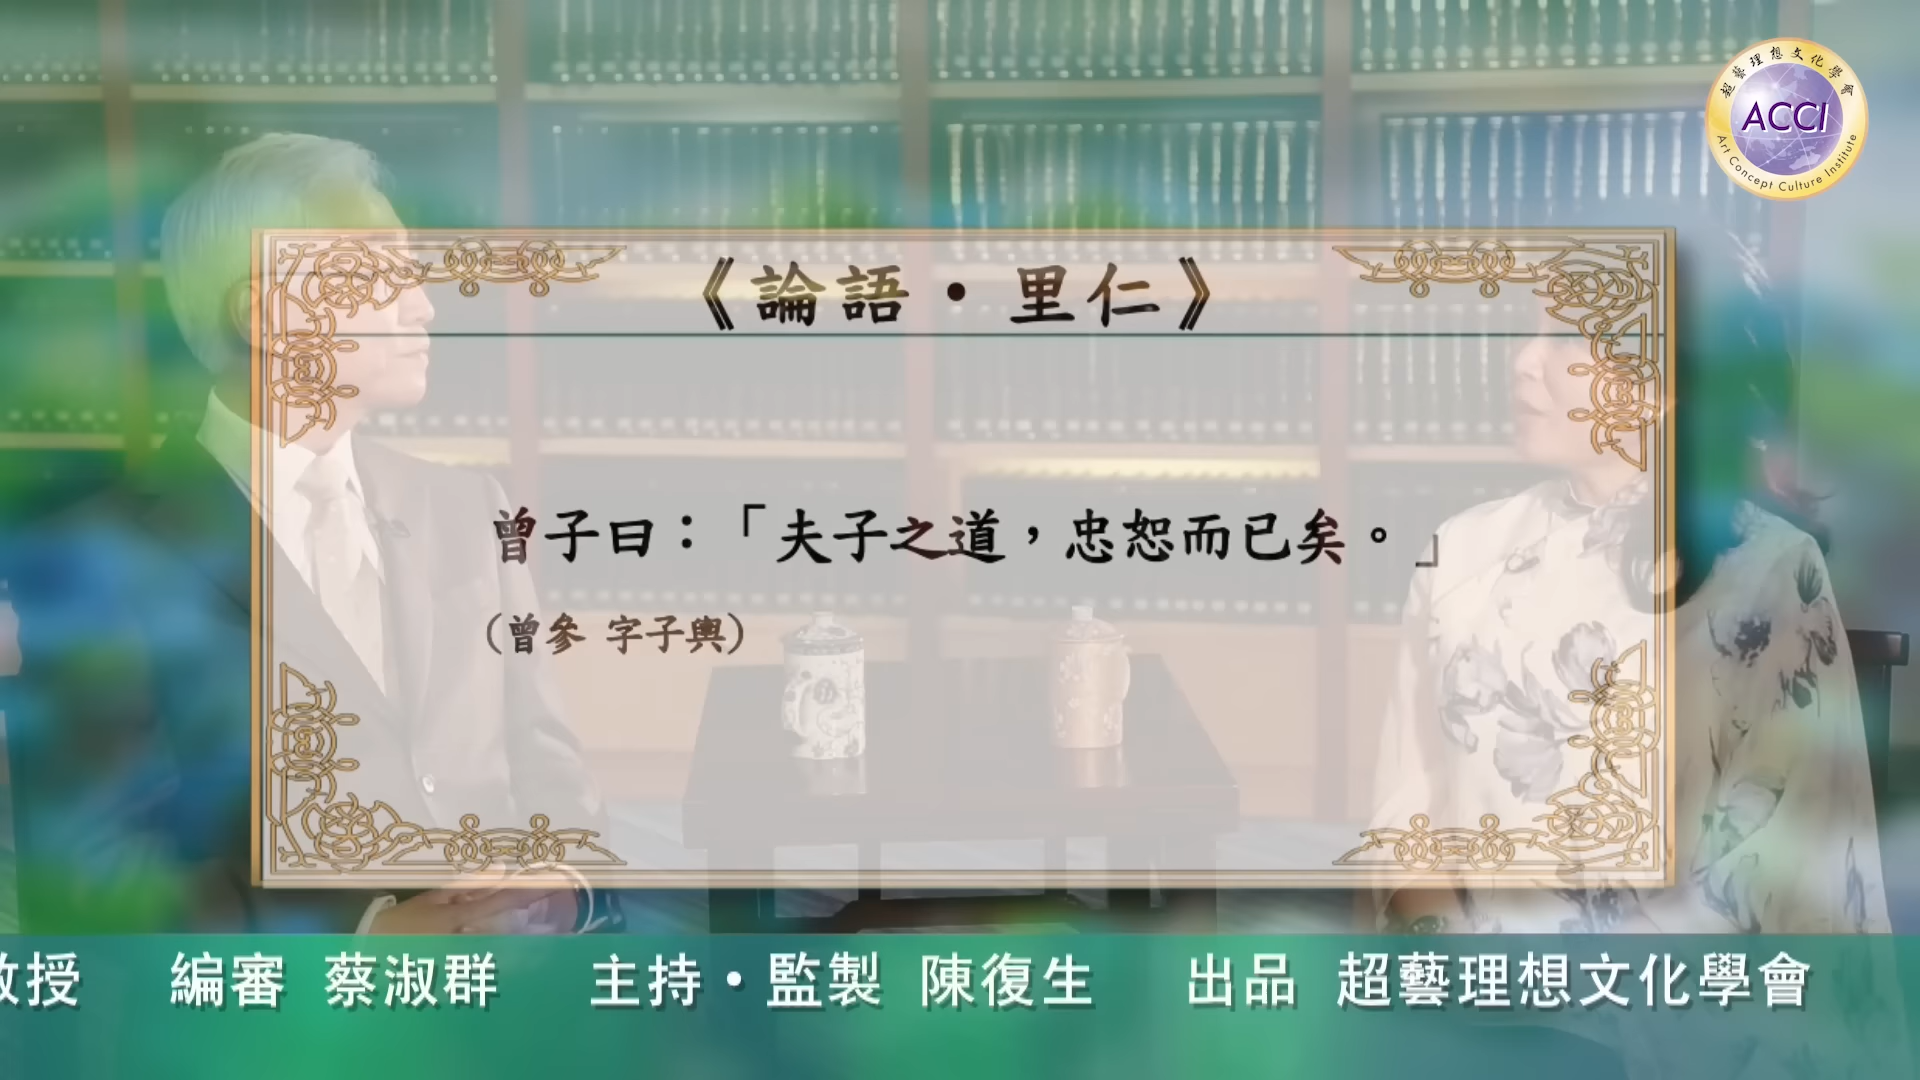 超藝理想文化學會
ACCI
Art Concept Culture Institute
《論語·里仁》
曾子曰：「夫子之道，忠恕而已矣。」
(曾參 字子輿)
教授 編審 蔡淑群 主持·監製 陳復生 出品 超藝理想文化學會